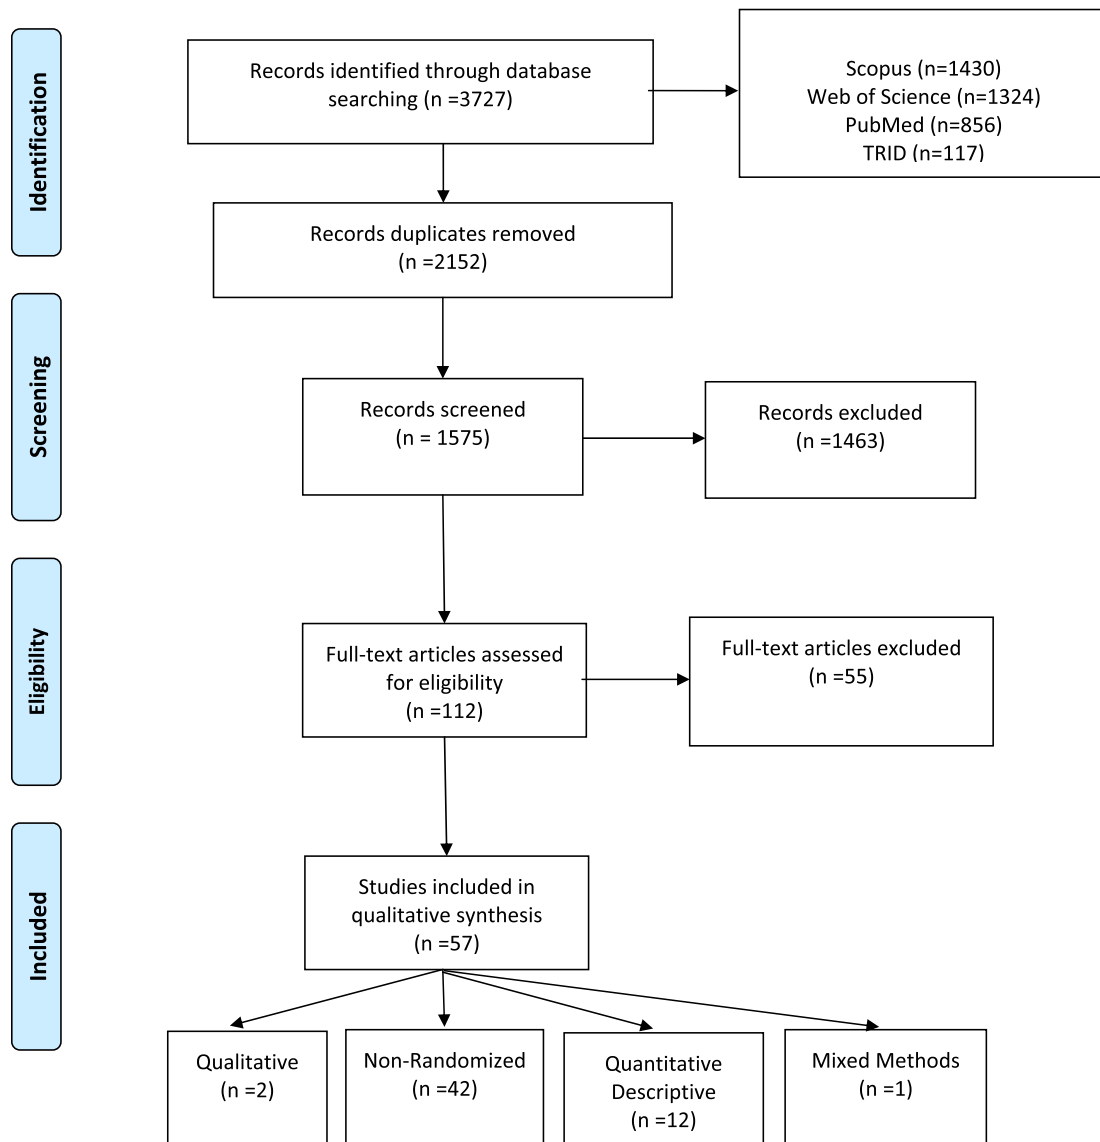 Identification
Records identified through database
searching (n =3727)
Scopus (n=1430)
Web of Science (n=1324)
PubMed (n=856)
TRID (n=117)
Records duplicates removed
(n =2152)
Screening
Records screened
(n = 1575)
Records excluded
(n =1463)
Eligibility
Full-text articles assessed
for eligibility
(n =112)
Full-text articles excluded
(n =55)
Included
Studies included in
qualitative synthesis
(n =57)
Qualitative
(n =2)
Non-Randomized
(n =42)
Quantitative
Descriptive
(n =12)
Mixed Methods
(n =1)